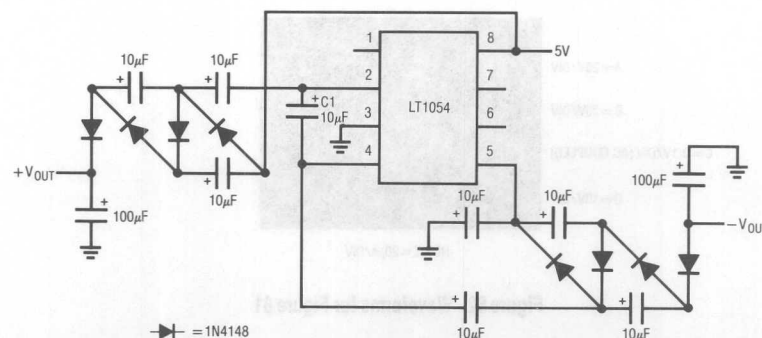 1
8
5V
10µF
10µF
+
+
2
7
+C1
10µF
LT1054
3
6
4
5
+VOUT
+
10µF
+
100µF
10µF
+
10µF
+
100µF
+
−VOU
+
10µF
+
10µF
= 1N4148